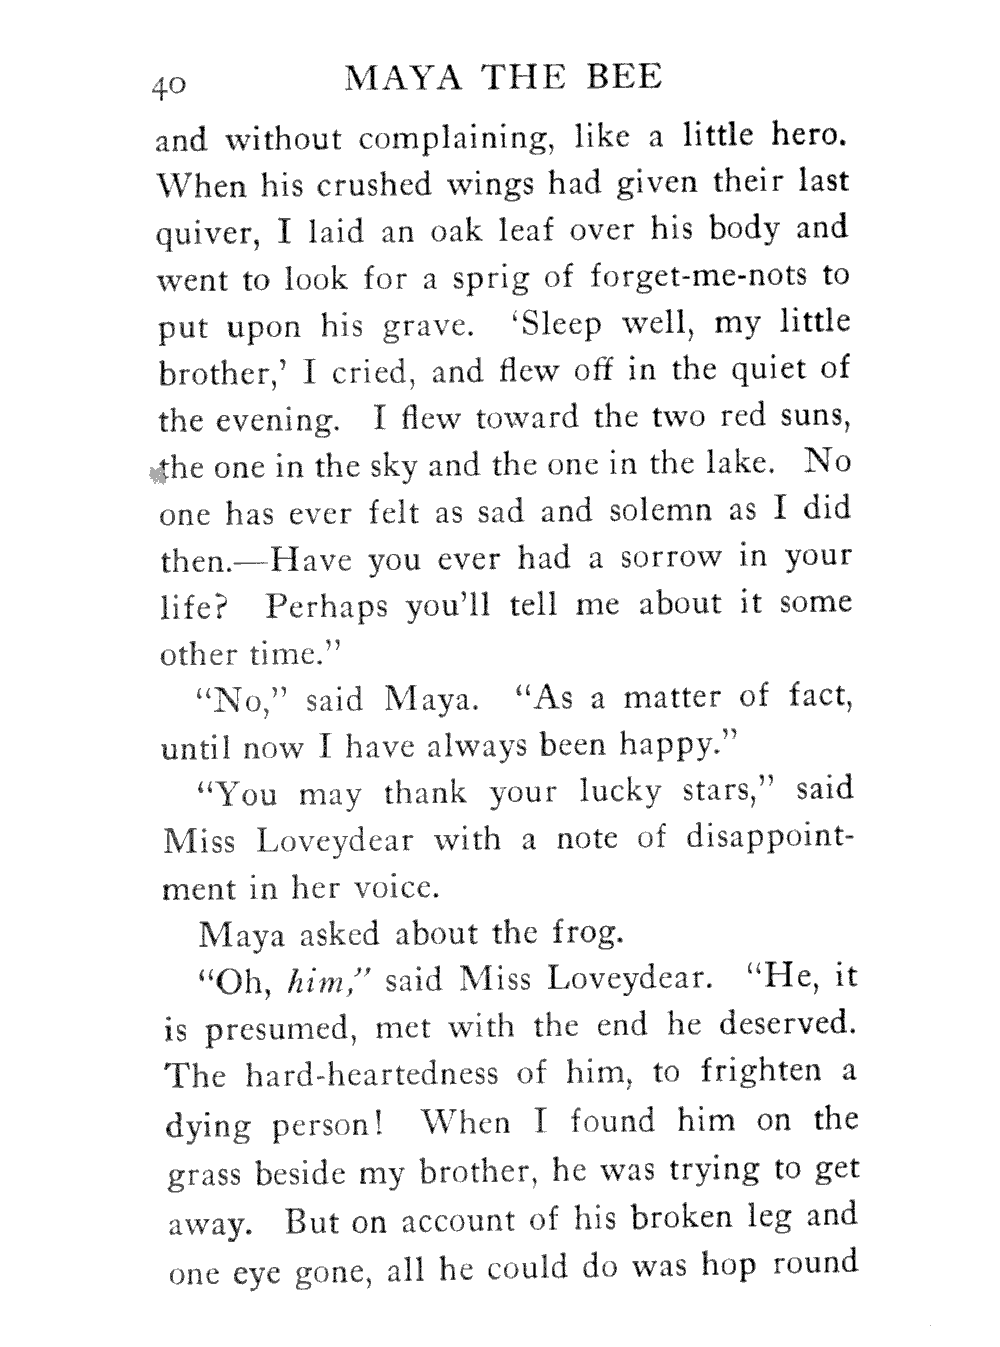 40 MAYA THE BEE
and without complaining, like a little hero.
When his crushed wings had given their last
quiver, I laid an oak leaf over his body and
went to look for a sprig of forget-me-nots to
put upon his grave. ‘Sleep well, my little
brother,’ I cried, and flew off in the quiet of
the evening. I flew toward the two red suns,
the one in the sky and the one in the lake. No
one has ever felt as sad and solemn as I did
then.—Have you ever had a sorrow in your
life? Perhaps you’ll tell me about it some
other time.”
“No,” said Maya. “As a matter of fact,
until now I have always been happy.”
“You may thank your lucky stars,” said
Miss Loveydear with a note of disappoint-
ment in her voice.
Maya asked about the frog.
“Oh, him,” said Miss Loveydear. “He, it
is presumed, met with the end he deserved.
The hard-heartedness of him, to frighten a
dying person! When I found him on the
grass beside my brother, he was trying to get
away. But on account of his broken leg and
one eye gone, all he could do was hop round